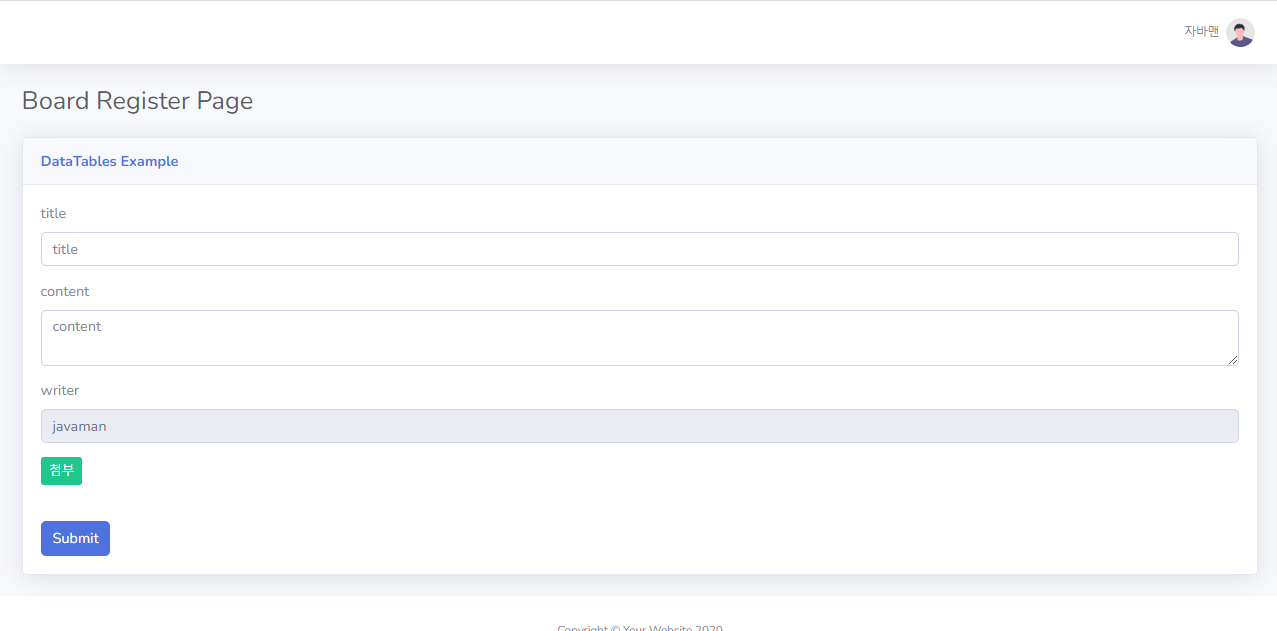 자바맨
Board Register Page
DataTables Example
title
title
content
content
writer
javaman
첨부
Submit
Copyright © Your Website 2020